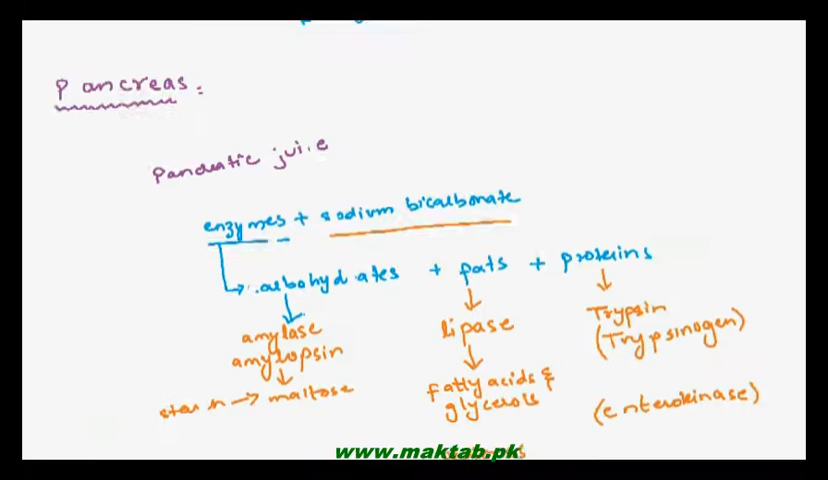 Pancreas:
Pancreatic juice
enzymes + sodium bicarbonate
carbohydrates + fats + proteins
amylase lipase Trypsin
amylopsin (Trypsinogen)
starch → maltose fatty acids &
glycerols (enterokinase)
www.maktab.pk